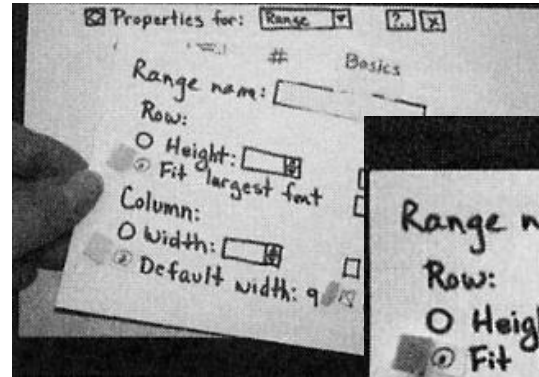 Properties for: Range ?.. x
# Basics
Range name:
Row:
Height:
Fit largest font
Column:
Width:
Default width: 9
Range n
Row:
Heigh
Fit